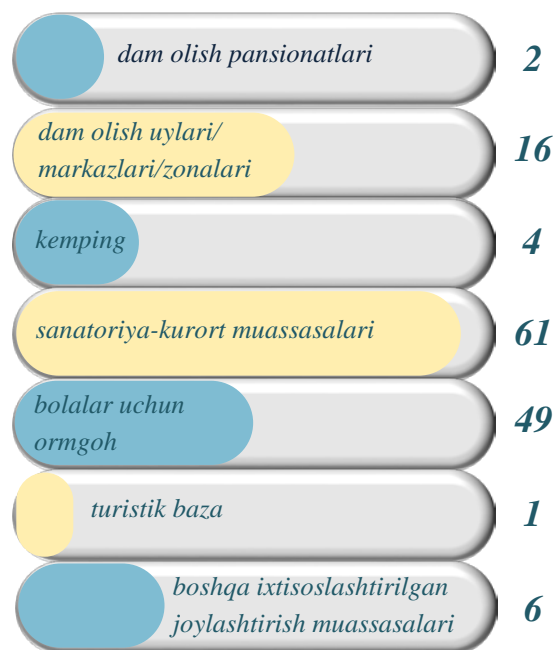 dam olish pansionatlari
2
dam olish uylari/
markazlari/zonalari
16
kemping
4
sanatoriya-kurort muassasalari
61
bolalar uchun
ormgoh
49
turistik baza
1
boshqa ixtisoslashtirilgan
joylashtirish muassasalari
6